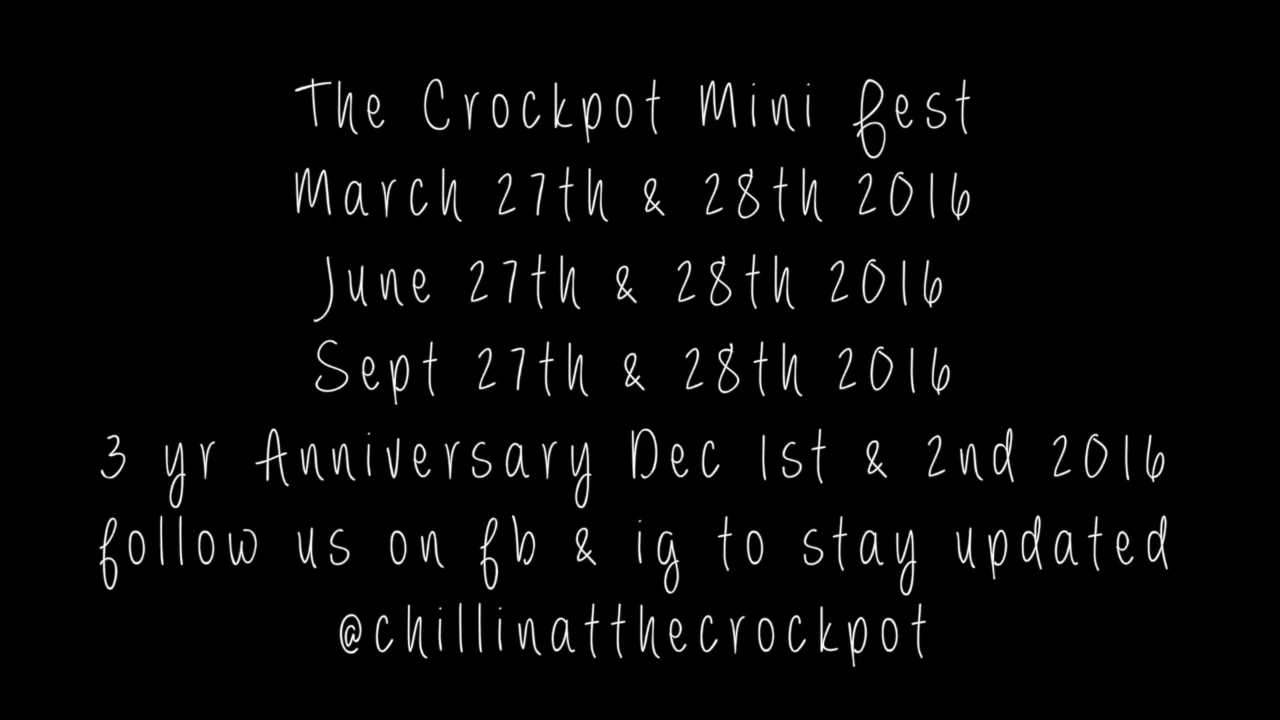 The Crockpot Mini fest
March 27th & 28th 2016
June 27th & 28th 2016
Sept 27th & 28th 2016
3 yr Anniversary Dec 1st & 2nd 2016
follow us on fb & ig to stay updated
@chillinatthecrockpot